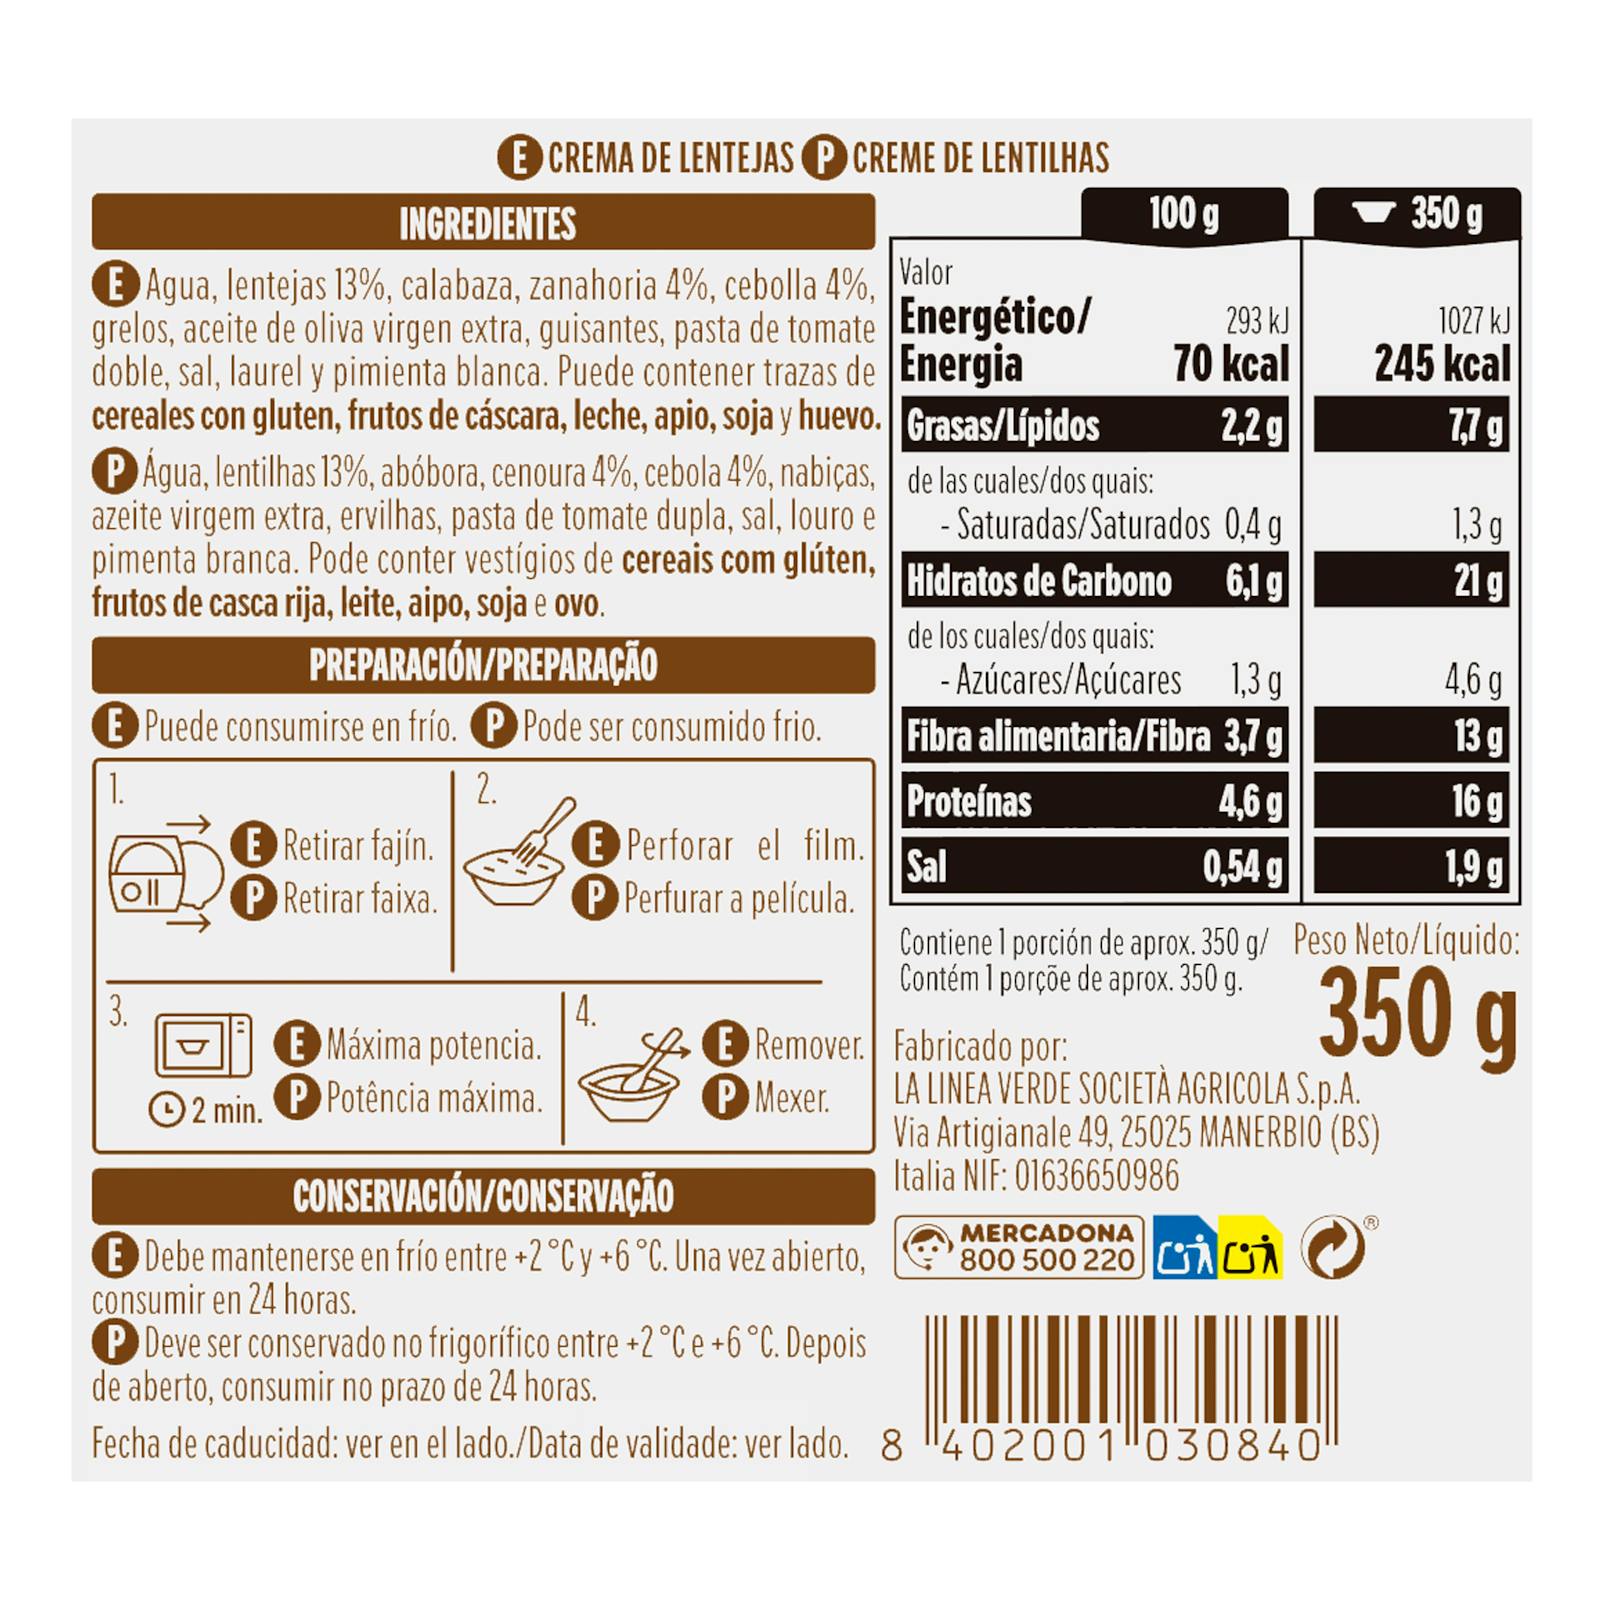 E CREMA DE LENTEJAS P CREME DE LENTILHAS
INGREDIENTES
E Agua, lentejas 13%, calabaza, zanahoria 4%, cebolla 4%,
grelos, aceite de oliva virgen extra, guisantes, pasta de tomate
doble, sal, laurel y pimienta blanca. Puede contener trazas de
cereales con gluten, frutos de cáscara, leche, apio, soja y huevo.
P Água, lentilhas 13%, abóbora, cenoura 4%, cebola 4%, nabiças,
azeite virgem extra, ervilhas, pasta de tomate dupla, sal, louro e
pimenta branca. Pode conter vestígios de cereais com glúten,
frutos de casca rija, leite, aipo, soja e ovo.
PREPARACIÓN/PREPARAÇÃO
E Puede consumirse en frío. P Pode ser consumido frio.
1.
E Retirar fajín.
P Retirar faixa.
2.
E Perforar el film.
P Perfurar a película.
3.
2 min.
E Máxima potencia.
P Potência máxima.
4.
E Remover.
P Mexer.
CONSERVACIÓN/CONSERVAÇÃO
E Debe mantenerse en frío entre +2 °C y +6 °C. Una vez abierto,
consumir en 24 horas.
P Deve ser conservado no frigorífico entre +2 °C e +6 °C. Depois
de aberto, consumir no prazo de 24 horas.
Fecha de caducidad: ver en el lado./Data de validade: ver lado.
100 g 350 g
Valor
Energético/ 293 kJ 1027 kJ
Energia 70 kcal 245 kcal
Grasas/Lípidos 2,2 g 7,7 g
de las cuales/dos quais:
- Saturadas/Saturados 0,4 g 1,3 g
Hidratos de Carbono 6,1 g 21 g
de los cuales/dos quais:
- Azúcares/Açúcares 1,3 g 4,6 g
Fibra alimentaria/Fibra 3,7 g 13 g
Proteínas 4,6 g 16 g
Sal 0,54 g 1,9 g
Contiene 1 porción de aprox. 350 g/
Contém 1 porçõe de aprox. 350 g.
Peso Neto/Líquido:
350 g
Fabricado por:
LA LINEA VERDE SOCIETÀ AGRICOLA S.p.A.
Via Artigianale 49, 25025 MANERBIO (BS)
Italia NIF: 01636650986
MERCADONA
800 500 220
®
8 402001 030840